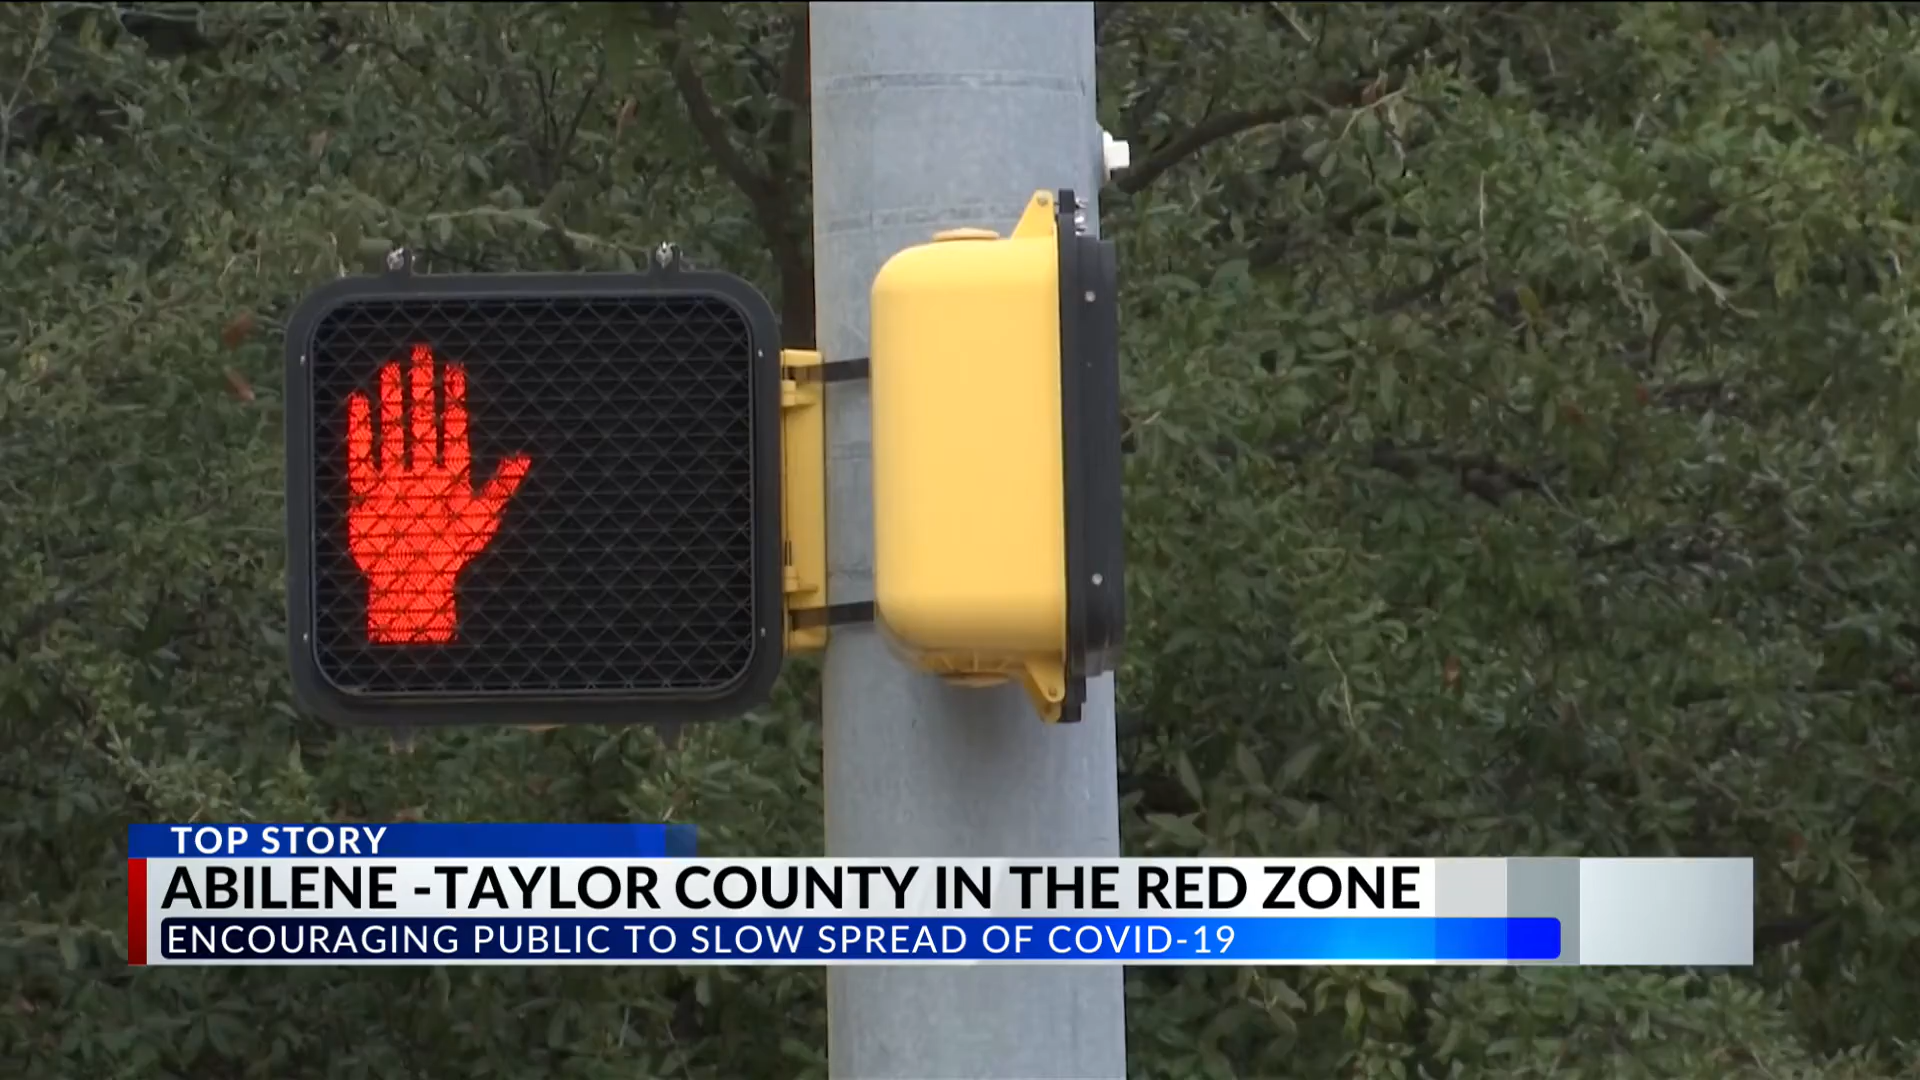 TOP STORY
ABILENE -TAYLOR COUNTY IN THE RED ZONE
ENCOURAGING PUBLIC TO SLOW SPREAD OF COVID-19